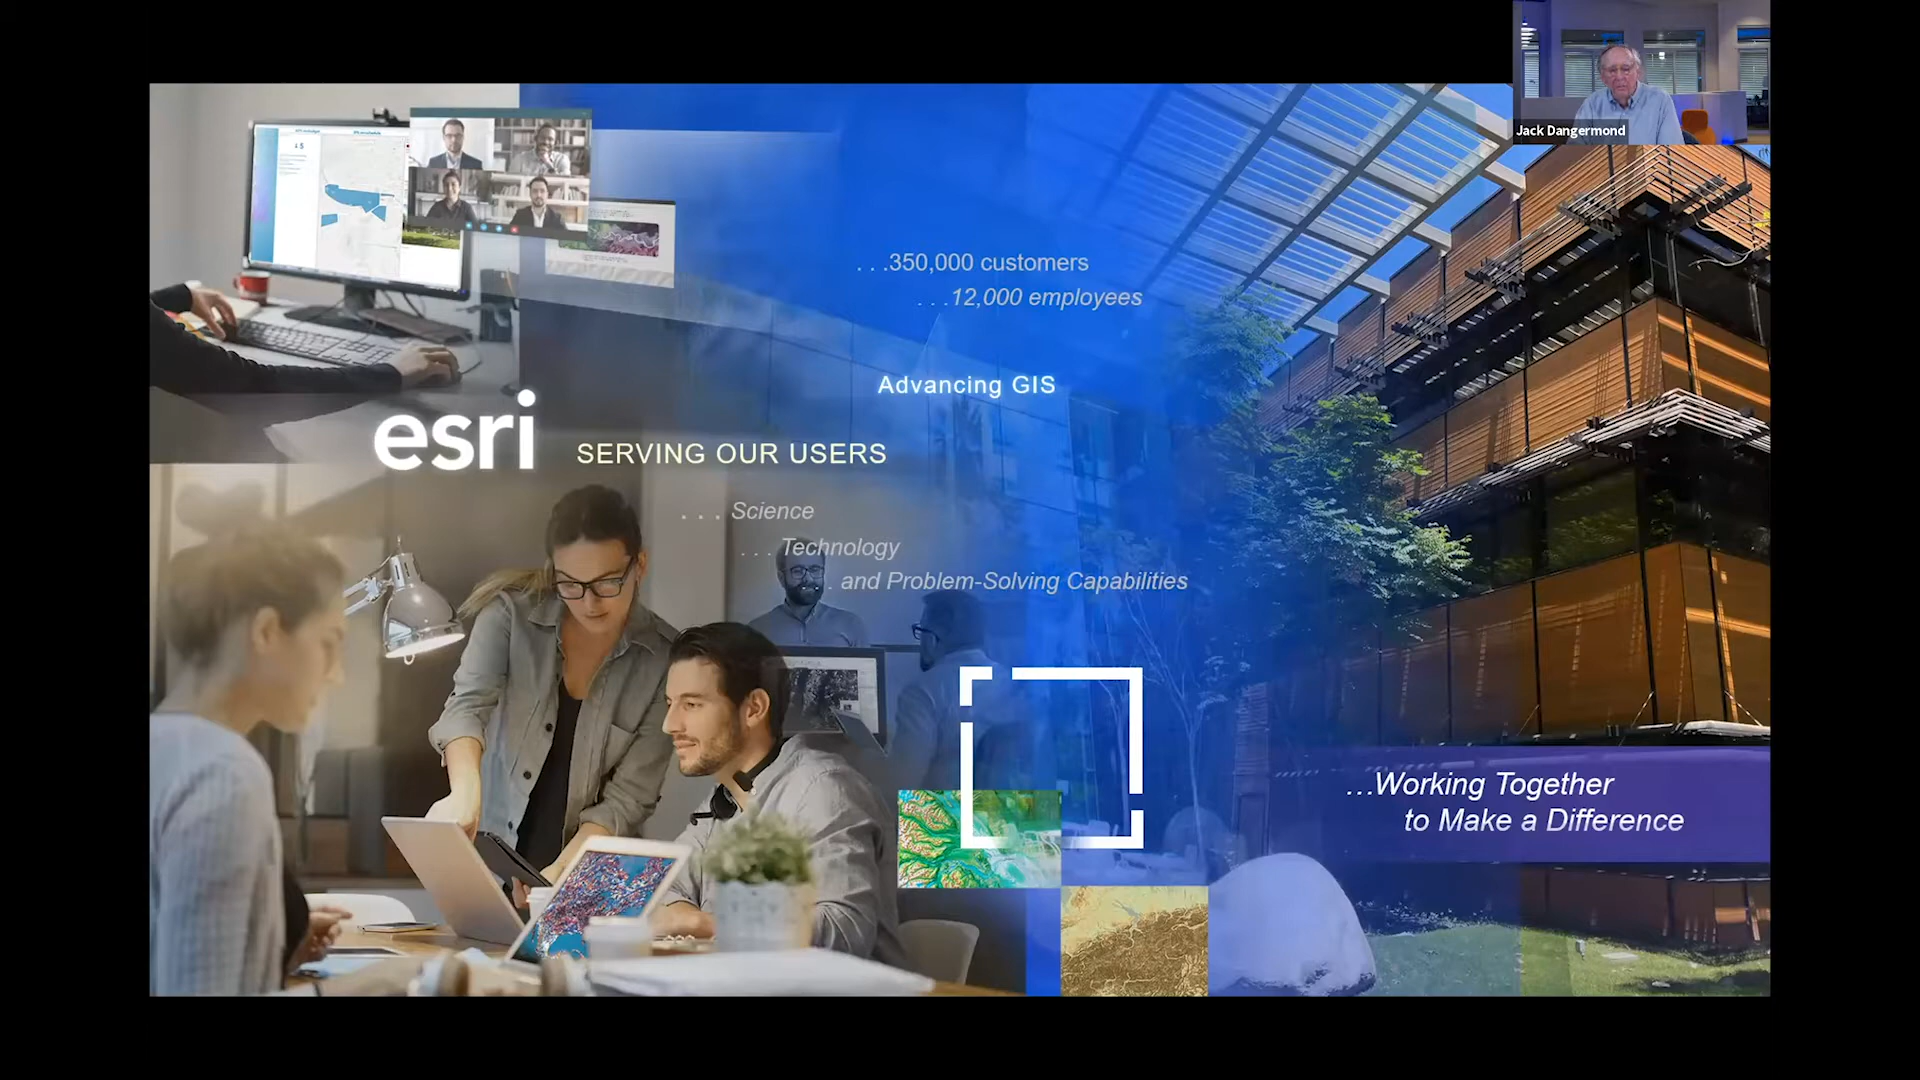 Jack Dangermond
. . .350,000 customers
. . .12,000 employees
Advancing GIS
esri
SERVING OUR USERS
. . . Science
. . . Technology
. . . and Problem-Solving Capabilities
...Working Together
to Make a Difference